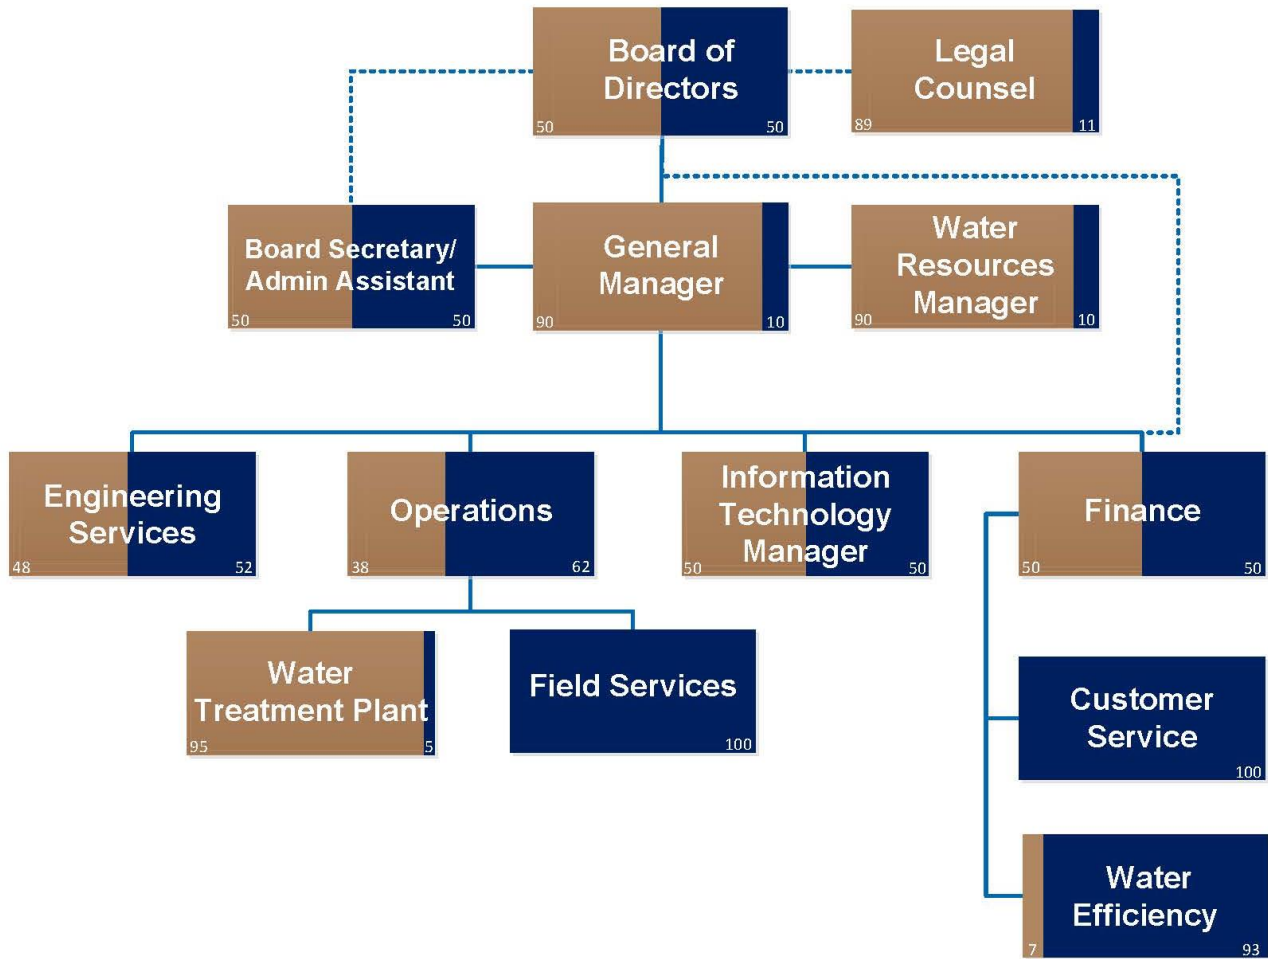 Board of
Directors
50 50
Legal
Counsel
89 11
Board Secretary/
Admin Assistant
50 50
General
Manager
90 10
Water
Resources
Manager
90 10
Engineering
Services
48 52
Operations
38 62
Information
Technology
Manager
50 50
Finance
50 50
Water
Treatment Plant
95 5
Field Services
100
Customer
Service
100
Water
Efficiency
7 93